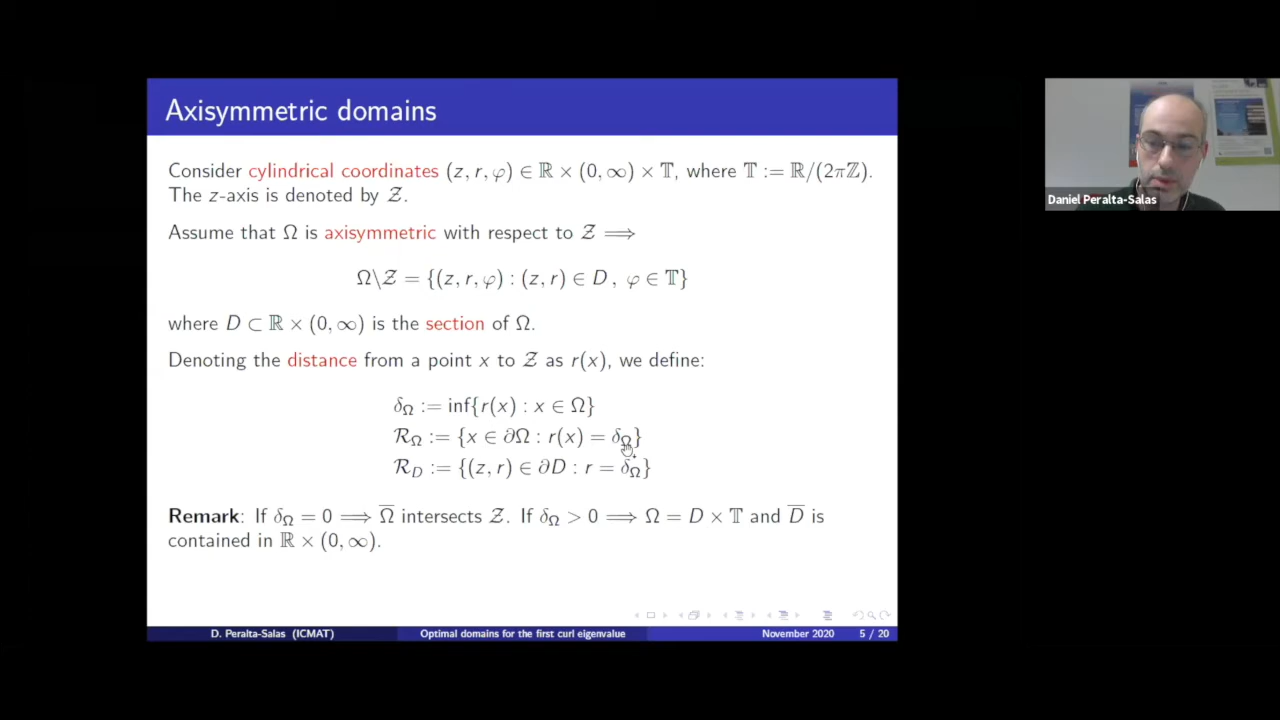 Axisymmetric domains
Consider cylindrical coordinates (z, r, φ) ∈ ℝ × (0, ∞) × 𝕋, where 𝕋 := ℝ/(2πℤ).
The z-axis is denoted by 𝒵.
Assume that Ω is axisymmetric with respect to 𝒵 ⟹
Ω\𝒵 = {(z, r, φ) : (z, r) ∈ D , φ ∈ 𝕋}
where D ⊂ ℝ × (0, ∞) is the section of Ω.
Denoting the distance from a point x to 𝒵 as r(x), we define:
δ_Ω := inf{r(x) : x ∈ Ω}
ℛ_Ω := {x ∈ ∂Ω : r(x) = δ_Ω}
ℛ_D := {(z, r) ∈ ∂D : r = δ_Ω}
Remark: If δ_Ω = 0 ⟹ Ω̅ intersects 𝒵. If δ_Ω > 0 ⟹ Ω = D × 𝕋 and D̅ is
contained in ℝ × (0, ∞).
D. Peralta-Salas (ICMAT) Optimal domains for the first curl eigenvalue November 2020 5 / 20
Daniel Peralta-Salas